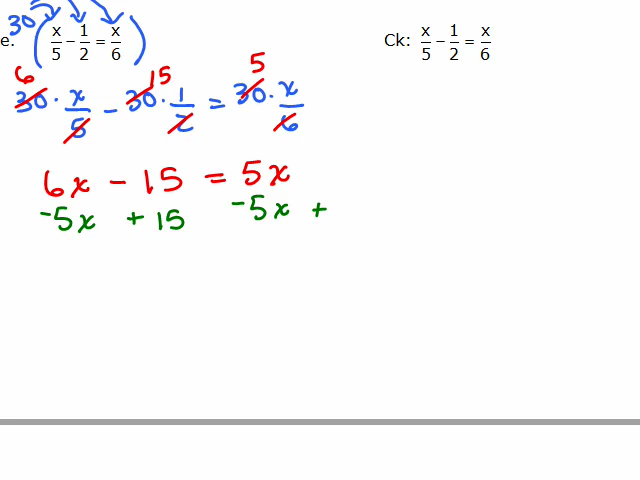 e. 30 ( x/5 − 1/2 = x/6 ) Ck: x/5 − 1/2 = x/6
6 15 5
30 · x/5 − 30 · 1/2 = 30 · x/6
6x − 15 = 5x
-5x + 15 -5x +